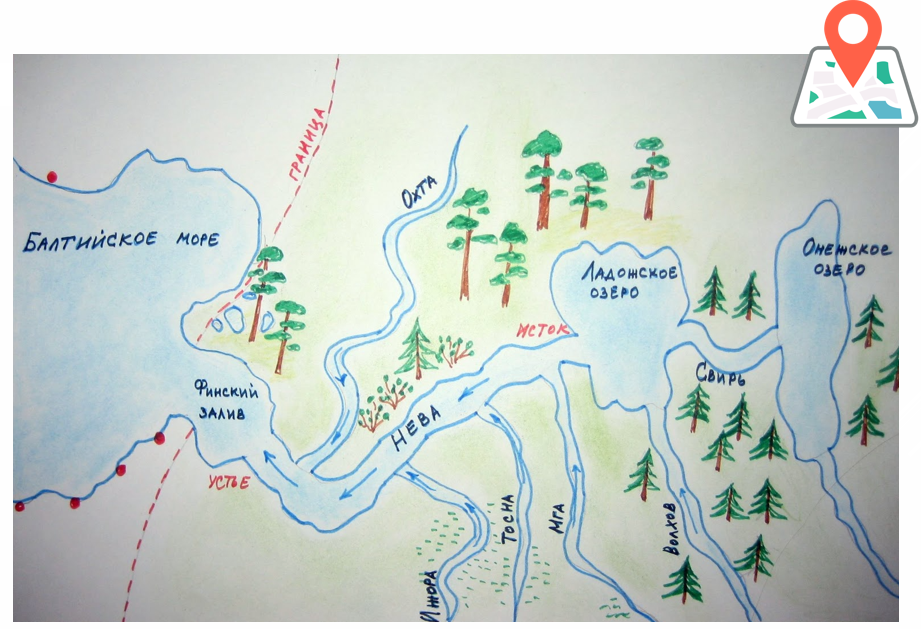 ГРАНИЦА
ОХТА
БАЛТИЙСКОЕ МОРЕ
ЛАДОЖСКОЕ
ОЗЕРО
ОНЕЖСКОЕ
ОЗЕРО
ИСТОК
СВИРЬ
ФИНСКИЙ
ЗАЛИВ
НЕВА
УСТЬЕ
ИЖОРА
ТОСНА
МГА
ВОЛХОВ